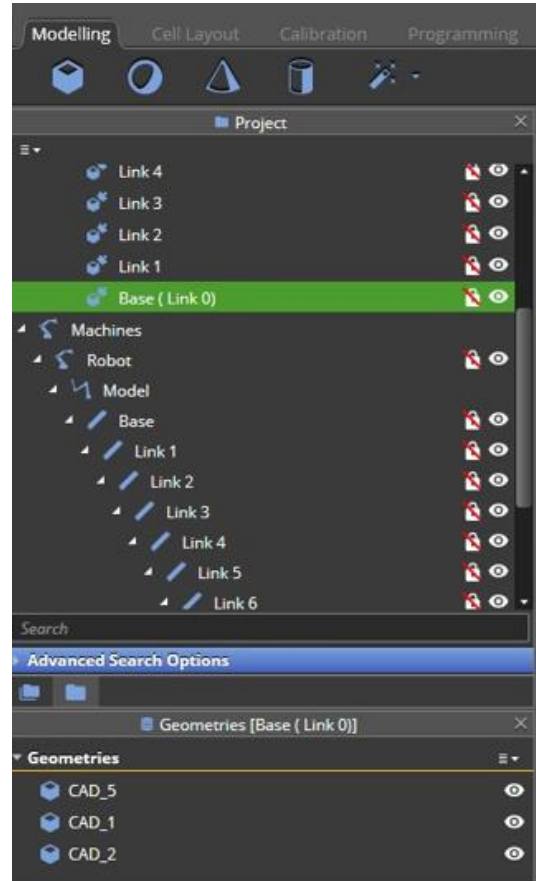 Modelling Cell Layout Calibration Programming
Project
Link 4
Link 3
Link 2
Link 1
Base ( Link 0)
Machines
Robot
Model
Base
Link 1
Link 2
Link 3
Link 4
Link 5
Link 6
Search
Advanced Search Options
Geometries [Base ( Link 0)]
Geometries
CAD_5
CAD_1
CAD_2